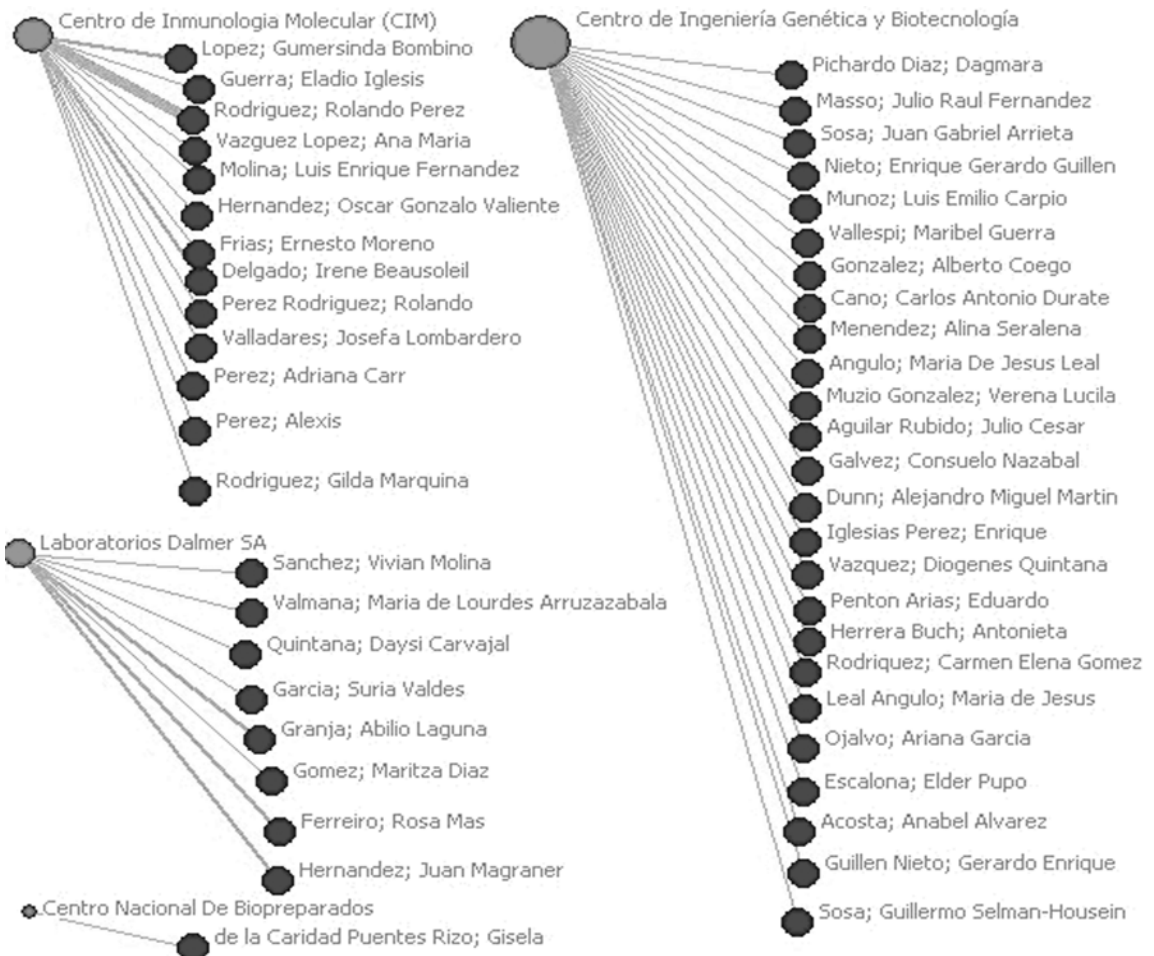 Centro de Inmunologia Molecular (CIM)
Lopez; Gumersinda Bombino
Guerra; Eladio Iglesis
Rodriguez; Rolando Perez
Vazguez Lopez; Ana Maria
Molina; Luis Enrique Fernandez
Hernandez; Oscar Gonzalo Valiente
Frias; Ernesto Moreno
Delgado; Irene Beausoleil
Perez Rodriguez; Rolando
Valladares; Josefa Lombardero
Perez; Adriana Carr
Perez; Alexis
Rodriguez; Gilda Marquina
Laboratorios Dalmer SA
Sanchez; Vivian Molina
Valmana; Maria de Lourdes Arruzazabala
Quintana; Daysi Carvajal
Garcia; Suria Valdes
Granja; Abilio Laguna
Gomez; Maritza Diaz
Ferreiro; Rosa Mas
Hernandez; Juan Magraner
Centro Nacional De Biopreparados
de la Caridad Puentes Rizo; Gisela
Centro de Ingeniería Genética y Biotecnología
Pichardo Diaz; Dagmara
Masso; Julio Raul Fernandez
Sosa; Juan Gabriel Arrieta
Nieto; Enrique Gerardo Guillen
Munoz; Luis Emilio Carpio
Vallespi; Maribel Guerra
Gonzalez; Alberto Coego
Cano; Carlos Antonio Durate
Menendez; Alina Seralena
Angulo; Maria De Jesus Leal
Muzio Gonzalez; Verena Lucila
Aguilar Rubido; Julio Cesar
Galvez; Consuelo Nazabal
Dunn; Alejandro Miguel Martin
Iglesias Perez; Enrique
Vazquez; Diogenes Quintana
Penton Arias; Eduardo
Herrera Buch; Antonieta
Rodriquez; Carmen Elena Gomez
Leal Angulo; Maria de Jesus
Ojalvo; Ariana Garcia
Escalona; Elder Pupo
Acosta; Anabel Alvarez
Guillen Nieto; Gerardo Enrique
Sosa; Guillermo Selman-Housein